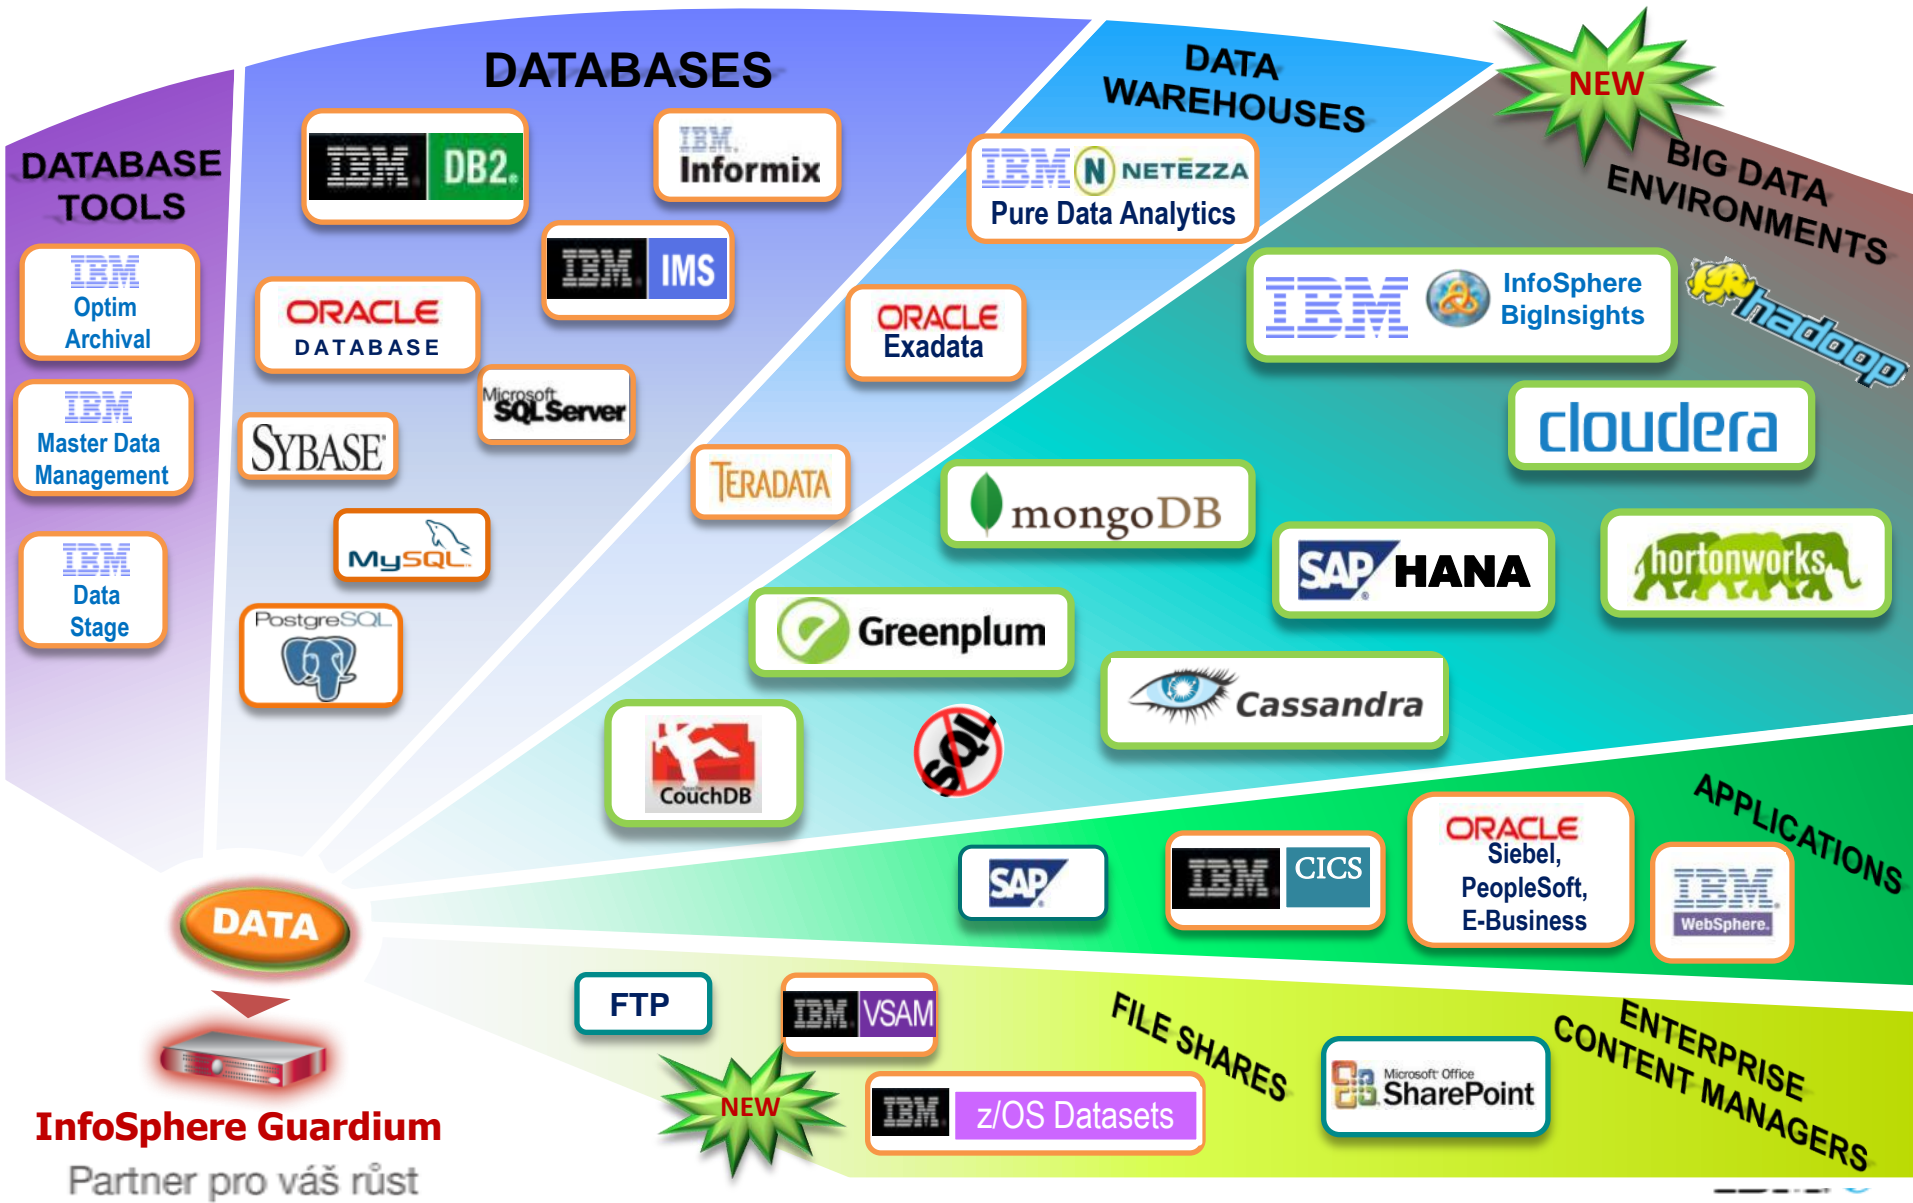 DATABASE
TOOLS
IBM
Optim
Archival
IBM
Master Data
Management
IBM
Data
Stage
DATABASES
IBM. DB2.
IBM.
Informix
IBM. IMS
ORACLE
DATABASE
Microsoft
SQL Server
SYBASE
MySQL
PostgreSQL
DATA
WAREHOUSES
IBM N NETEZZA
Pure Data Analytics
ORACLE
Exadata
TERADATA
NEW
BIG DATA
ENVIRONMENTS
IBM InfoSphere
BigInsights
hadoop
cloudera
mongoDB
SAP HANA
hortonworks
Greenplum
Cassandra
Apache
CouchDB
SQL
APPLICATIONS
SAP
IBM. CICS
ORACLE
Siebel,
PeopleSoft,
E-Business
IBM.
WebSphere.
FILE SHARES
FTP
IBM. VSAM
NEW
IBM. z/OS Datasets
ENTERPRISE
CONTENT MANAGERS
Microsoft Office
SharePoint
DATA
InfoSphere Guardium
Partner pro váš růst